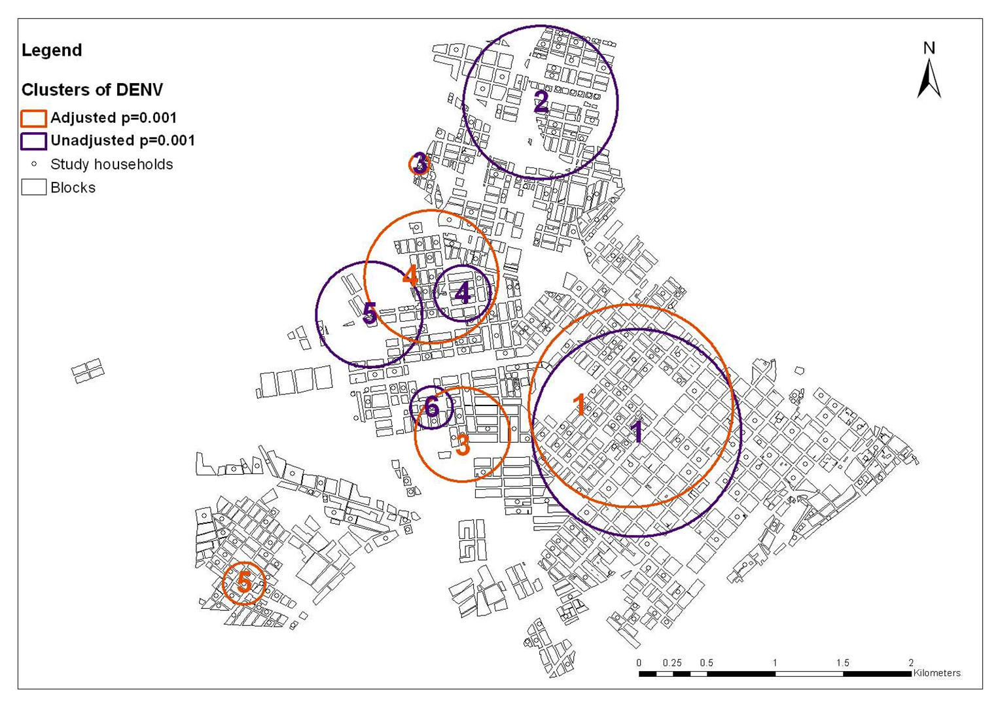 Legend
N
Clusters of DENV
Adjusted p=0.001
Unadjusted p=0.001
Study households
Blocks
2
3
4
4
5
1
1
6
3
5
0 0.25 0.5 1 1.5 2
Kilometers